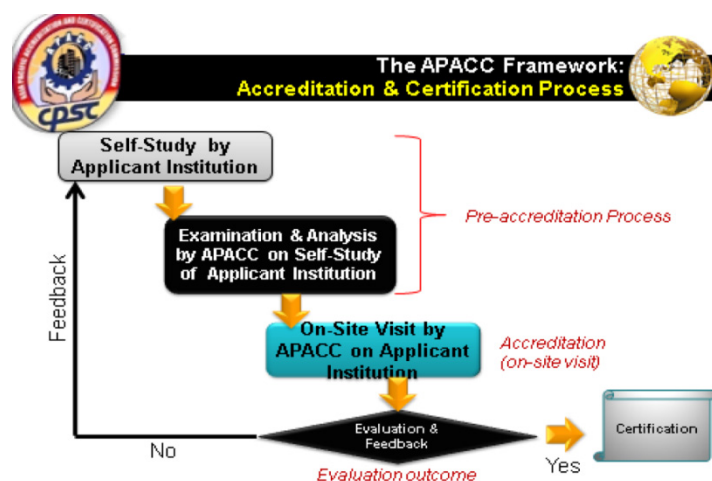 The APACC Framework:
Accreditation & Certification Process
cpsc
Self-Study by
Applicant Institution
Pre-accreditation Process
Examination & Analysis
by APACC on Self-Study
of Applicant Institution
Feedback
On-Site Visit by
APACC on Applicant
Institution
Accreditation
(on-site visit)
Evaluation &
Feedback
Certification
No
Yes
Evaluation outcome